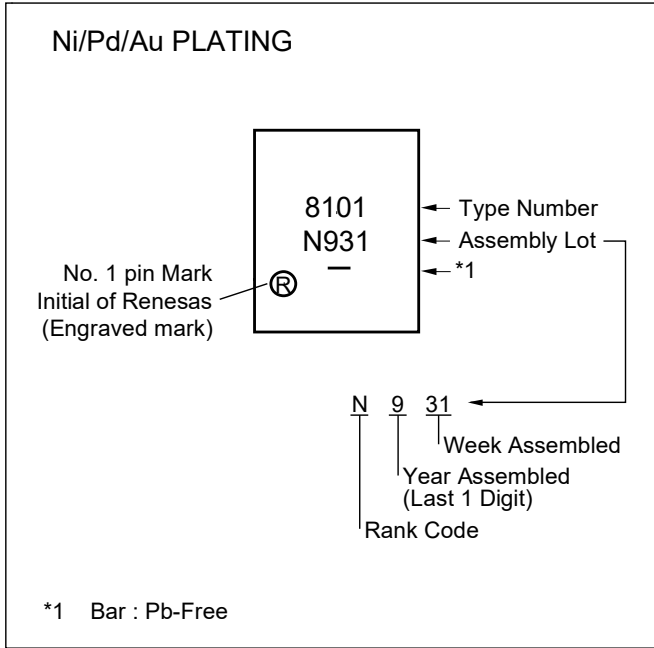 Ni/Pd/Au PLATING
8101
N931
R
Type Number
Assembly Lot
*1
No. 1 pin Mark
Initial of Renesas
(Engraved mark)
N 9 31
Week Assembled
Year Assembled
(Last 1 Digit)
Rank Code
*1 Bar : Pb-Free